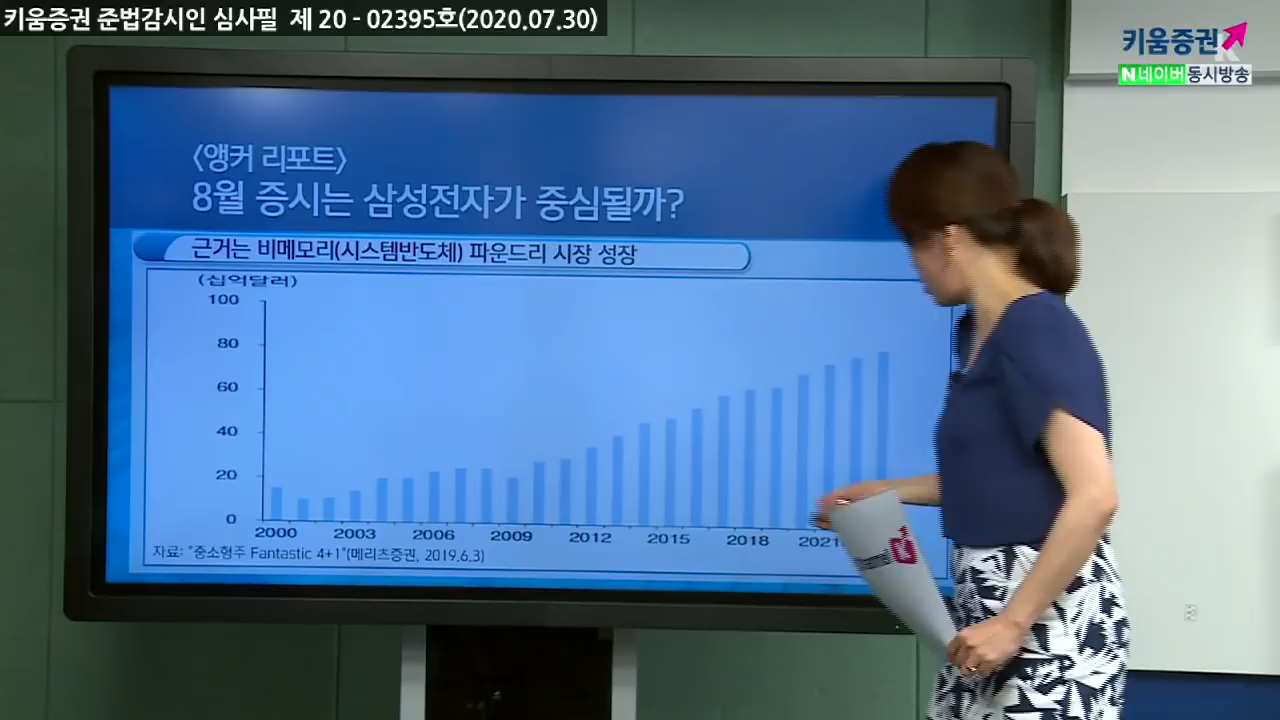 키움증권 준법감시인 심사필 제 20 - 02395호(2020.07.30)
키움증권
N네이버동시방송
<앵커 리포트>
8월 증시는 삼성전자가 중심될까?
근거는 비메모리(시스템반도체) 파운드리 시장 성장
(십억달러)
100
80
60
40
20
0
2000 2003 2006 2009 2012 2015 2018 2021
자료: "중소형주 Fantastic 4+1"(메리츠증권, 2019.6.3)